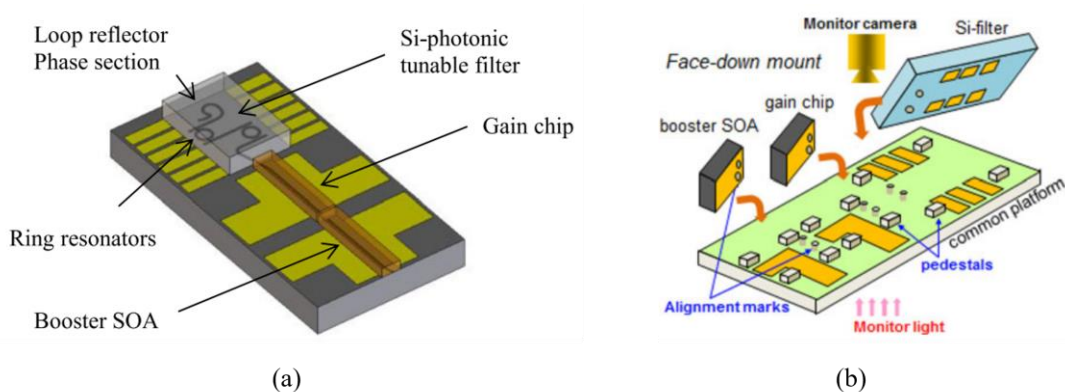 Loop reflector
Phase section
Si-photonic
tunable filter
Gain chip
Ring resonators
Booster SOA
(a)
Monitor camera
Si-filter
Face-down mount
gain chip
booster SOA
common platform
pedestals
Alignment marks
Monitor light
(b)